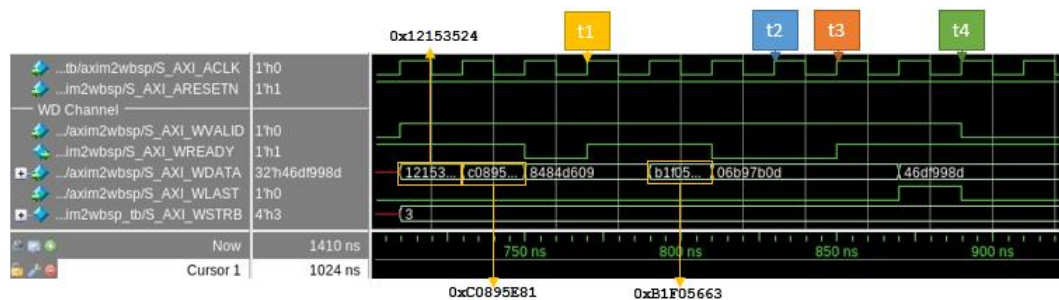 0x12153524
t1
t2
t3
t4
...tb/axim2wbsp/S_AXI_ACLK 1'h0
...im2wbsp/S_AXI_ARESETN 1'h1
WD Channel
.../axim2wbsp/S_AXI_WVALID 1'h0
...im2wbsp/S_AXI_WREADY 1'h1
.../axim2wbsp/S_AXI_WDATA 32'h46df998d 12153... c0895... 8484d609 b1f05... 06b97b0d 46df998d
.../axim2wbsp/S_AXI_WLAST 1'h0
...im2wbsp_tb/S_AXI_WSTRB 4'h3 3
Now 1410 ns 750 ns 800 ns 850 ns 900 ns
Cursor 1 1024 ns
0xC0895E81 0xB1F05663